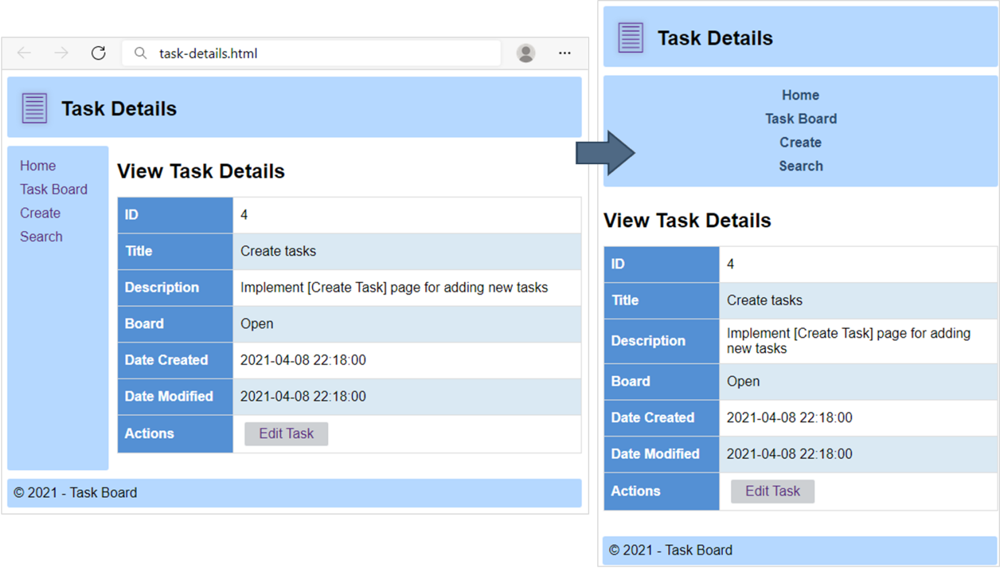 task-details.html
Task Details
Home
Task Board
Create
Search
View Task Details
ID 4
Title Create tasks
Description Implement [Create Task] page for adding new tasks
Board Open
Date Created 2021-04-08 22:18:00
Date Modified 2021-04-08 22:18:00
Actions Edit Task
© 2021 - Task Board
Task Details
Home
Task Board
Create
Search
View Task Details
ID 4
Title Create tasks
Description Implement [Create Task] page for adding
new tasks
Board Open
Date Created 2021-04-08 22:18:00
Date Modified 2021-04-08 22:18:00
Actions Edit Task
© 2021 - Task Board